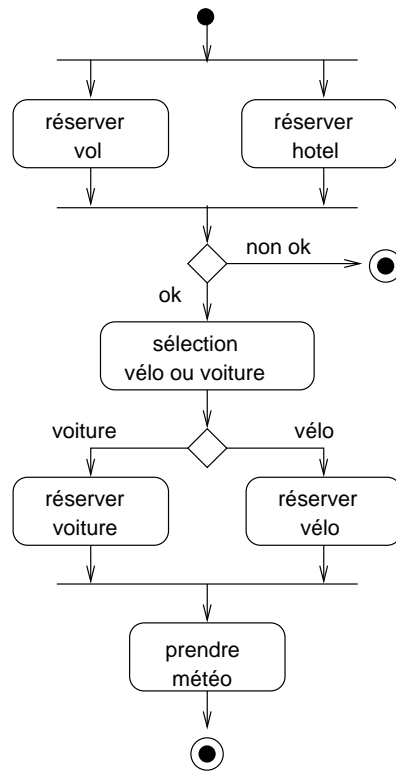 réserver
vol
réserver
hotel
non ok
ok
sélection
vélo ou voiture
voiture
vélo
réserver
voiture
réserver
vélo
prendre
météo